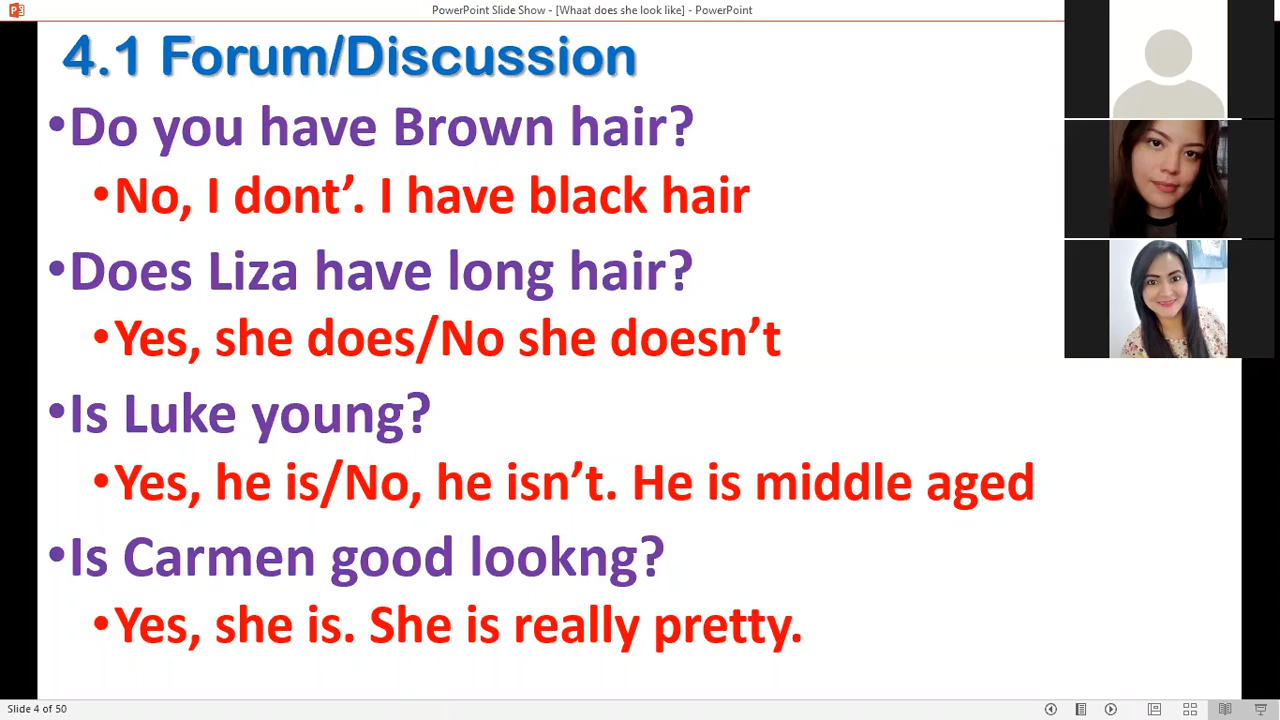 PowerPoint Slide Show - [Whaat does she look like] - PowerPoint
4.1 Forum/Discussion
•Do you have Brown hair?
•No, I dont’. I have black hair
•Does Liza have long hair?
•Yes, she does/No she doesn’t
•Is Luke young?
•Yes, he is/No, he isn’t. He is middle aged
•Is Carmen good lookng?
•Yes, she is. She is really pretty.
Slide 4 of 50